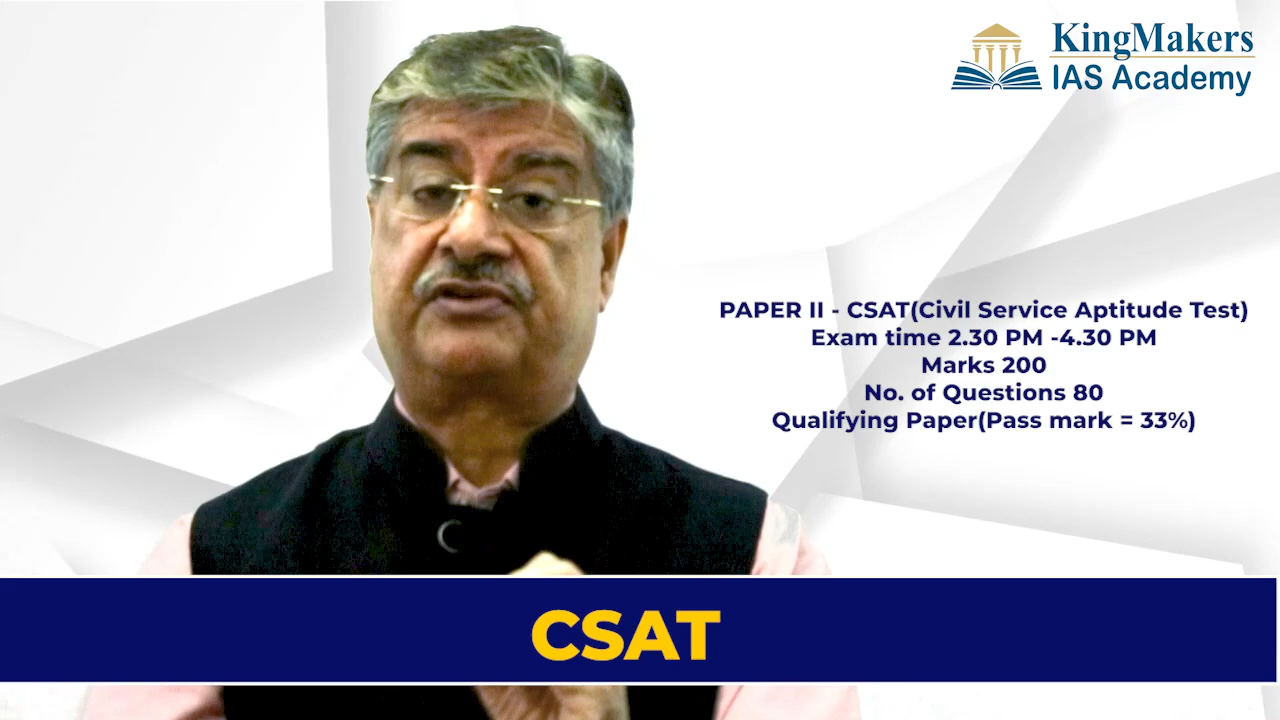 KingMakers
IAS Academy
PAPER II - CSAT(Civil Service Aptitude Test)
Exam time 2.30 PM -4.30 PM
Marks 200
No. of Questions 80
Qualifying Paper(Pass mark = 33%)
CSAT